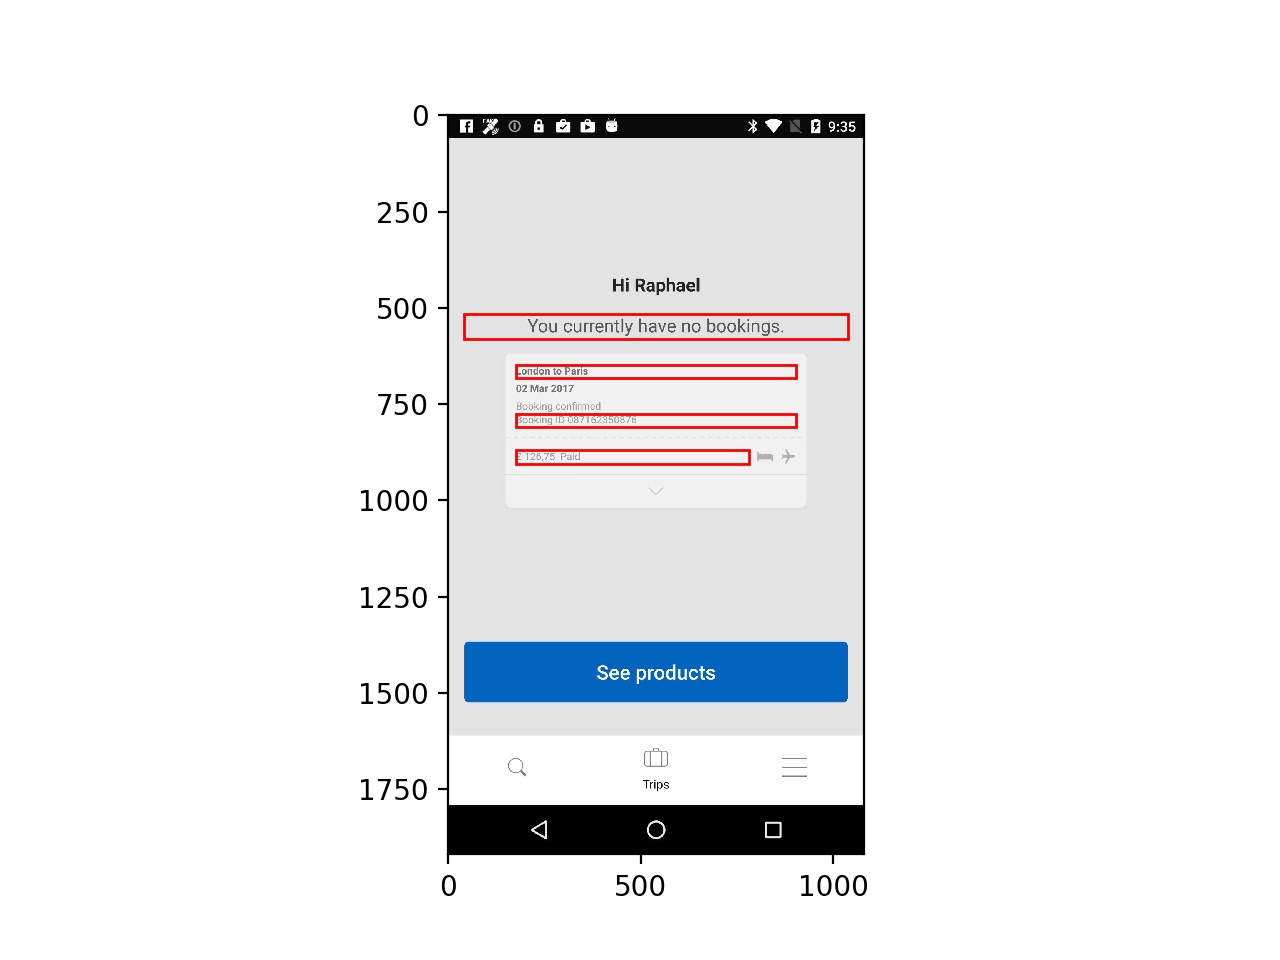 0
250
500
750
1000
1250
1500
1750
9:35
Hi Raphael
You currently have no bookings.
London to Paris
02 Mar 2017
Booking confirmed
Booking ID 087162350876
£ 126,75 Paid
See products
Trips
0
500
1000